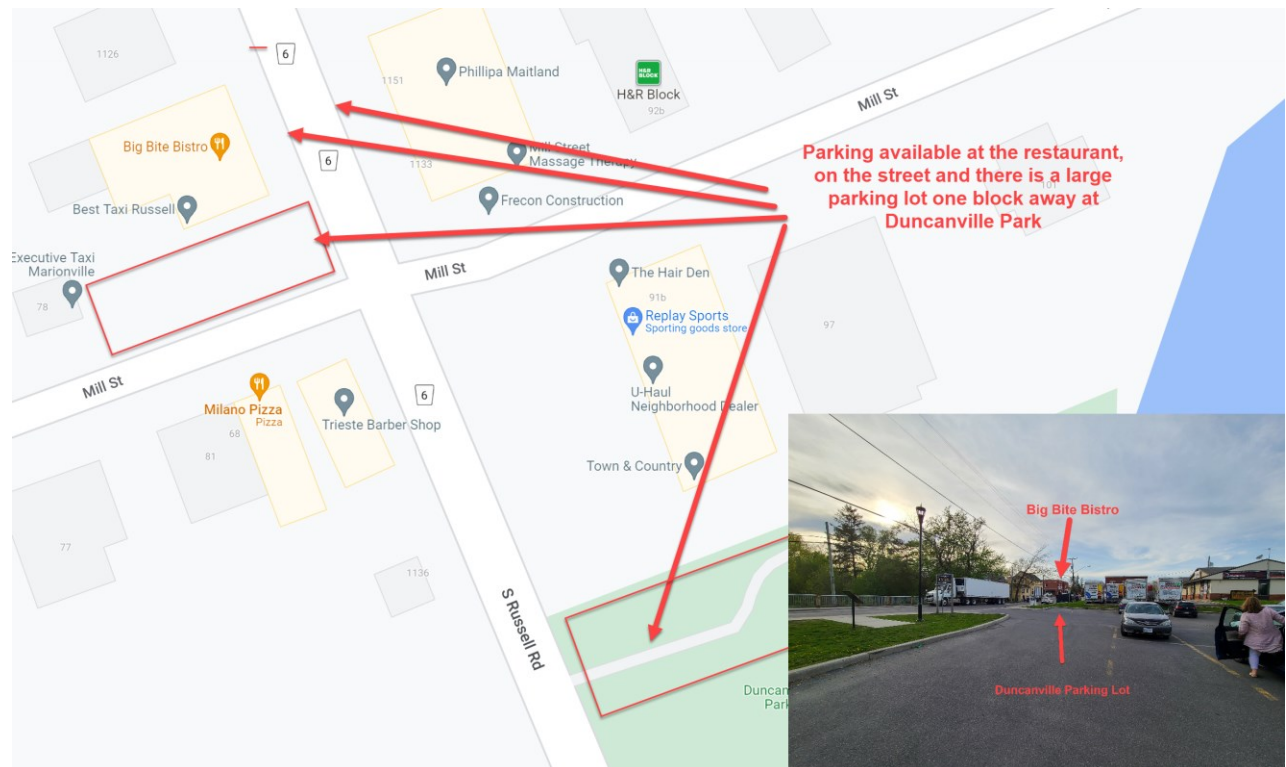 1126
6
1151
Phillipa Maitland
H&R
BLOCK
H&R Block
92b
Mill St
Big Bite Bistro
6
1133
Mill Street
Massage Therapy
Parking available at the restaurant,
on the street and there is a large
parking lot one block away at
Duncanville Park
101
Best Taxi Russell
Frecon Construction
Executive Taxi
Marionville
78
Mill St
The Hair Den
91b
Replay Sports
Sporting goods store
97
Mill St
6
U-Haul
Neighborhood Dealer
Milano Pizza
Pizza
68
81
Trieste Barber Shop
Town & Country
77
1136
S Russell Rd
Duncan
Park
Big Bite Bistro
Duncanville Parking Lot